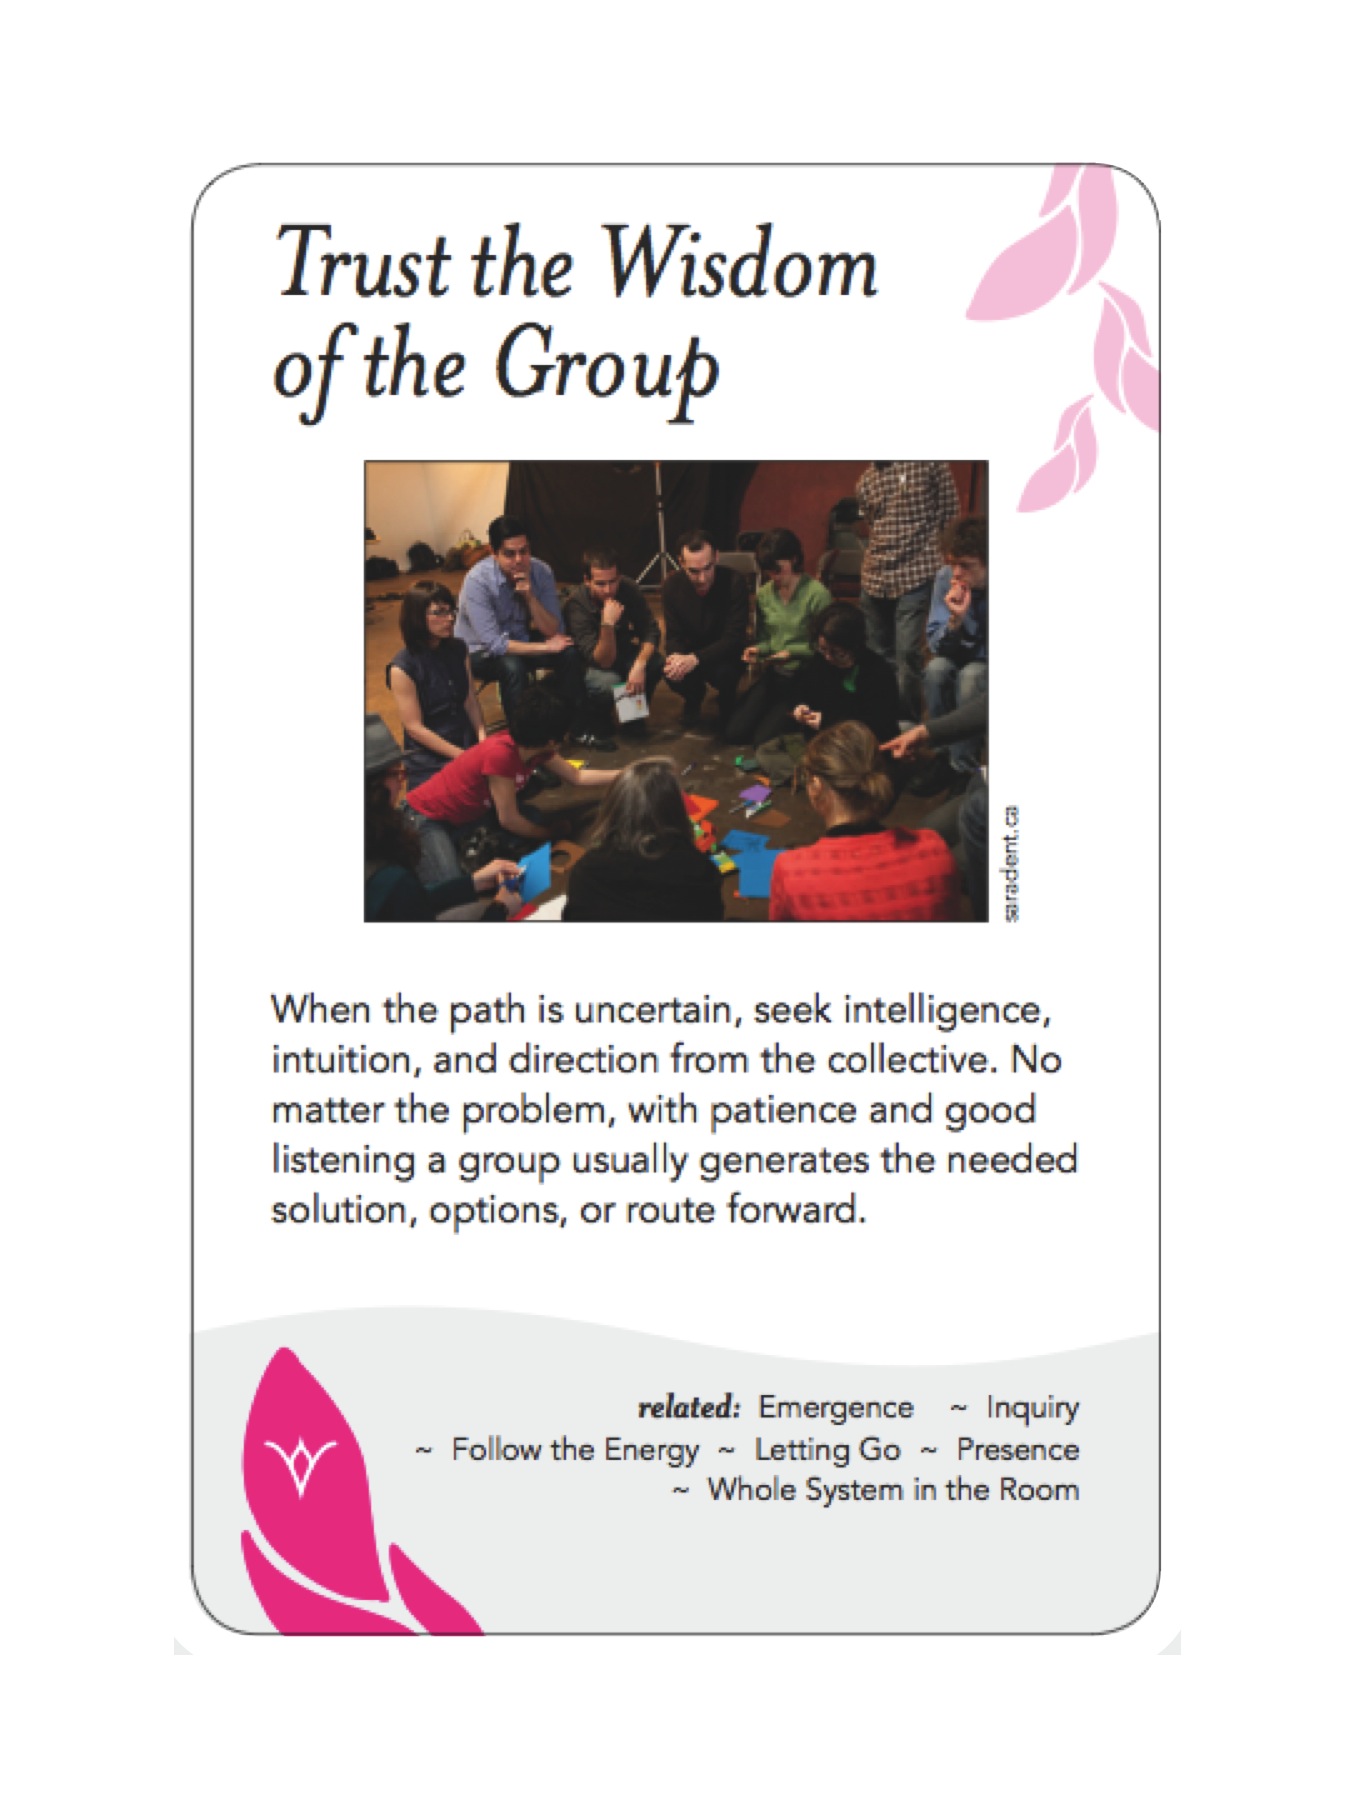 Trust the Wisdom
of the Group
saradent.ca
When the path is uncertain, seek intelligence,
intuition, and direction from the collective. No
matter the problem, with patience and good
listening a group usually generates the needed
solution, options, or route forward.
related: Emergence ~ Inquiry
~ Follow the Energy ~ Letting Go ~ Presence
~ Whole System in the Room